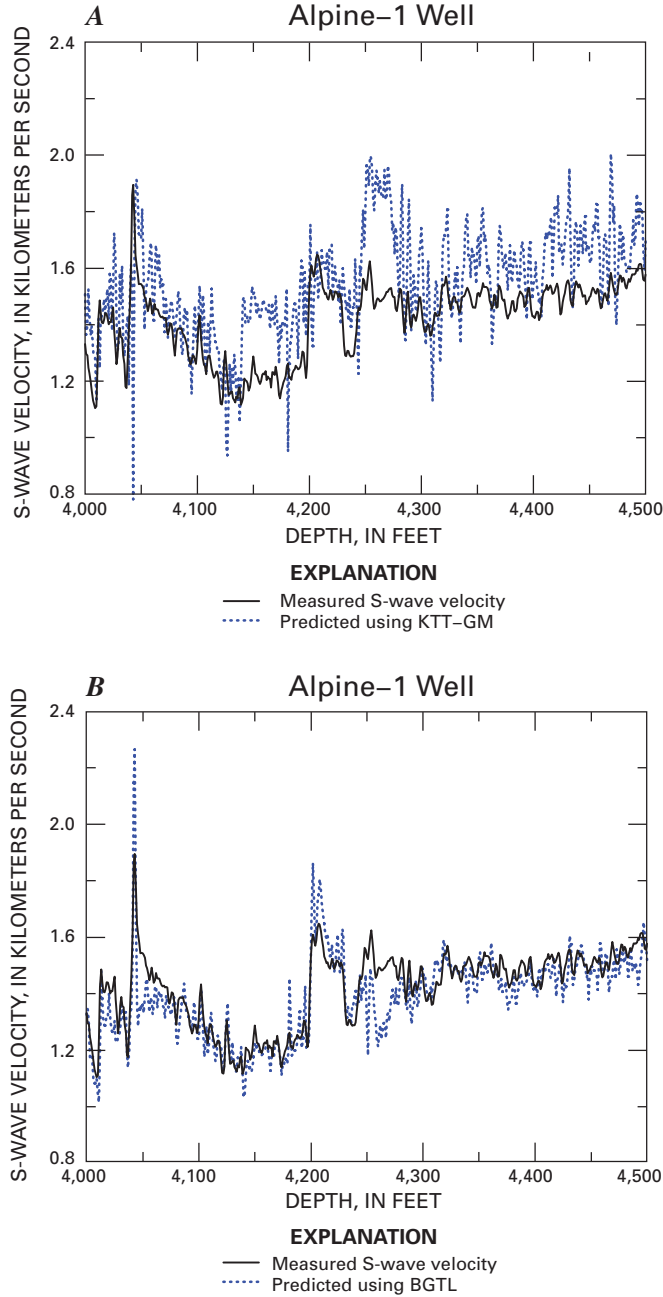 A Alpine–1 Well
S-WAVE VELOCITY, IN KILOMETERS PER SECOND
2.4
2.0
1.6
1.2
0.8
4,000 4,100 4,200 4,300 4,400 4,500
DEPTH, IN FEET
EXPLANATION
Measured S-wave velocity
Predicted using KTT–GM
B Alpine–1 Well
S-WAVE VELOCITY, IN KILOMETERS PER SECOND
2.4
2.0
1.6
1.2
0.8
4,000 4,100 4,200 4,300 4,400 4,500
DEPTH, IN FEET
EXPLANATION
Measured S-wave velocity
Predicted using BGTL